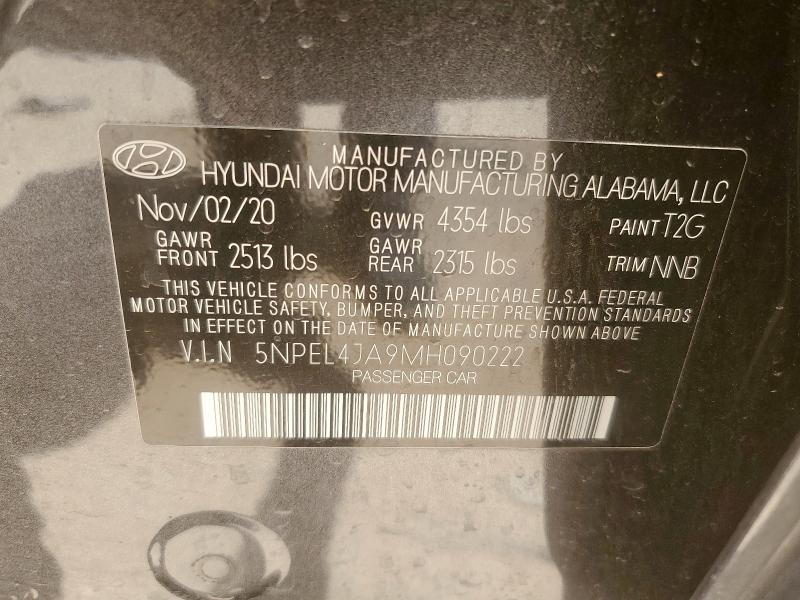 MANUFACTURED BY
HYUNDAI MOTOR MANUFACTURING ALABAMA, LLC
Nov/02/20 GVWR 4354 lbs PAINT T2G
GAWR FRONT 2513 lbs GAWR REAR 2315 lbs TRIM NNB
THIS VEHICLE CONFORMS TO ALL APPLICABLE U.S.A. FEDERAL
MOTOR VEHICLE SAFETY, BUMPER, AND THEFT PREVENTION STANDARDS
IN EFFECT ON THE DATE OF MANUFACTURE SHOWN ABOVE
V.I.N 5NPEL4JA9MH090222
PASSENGER CAR